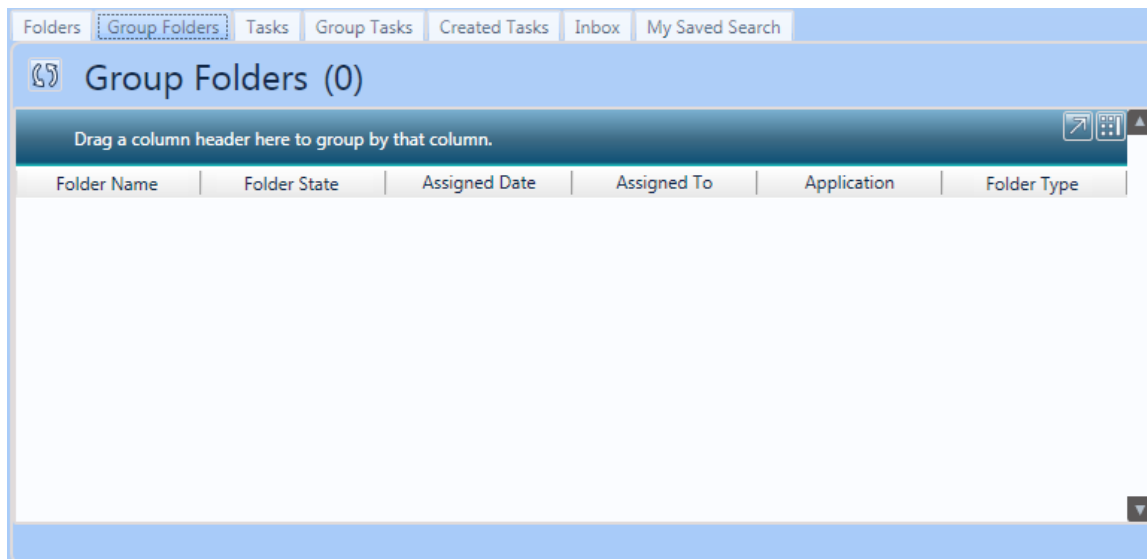 Folders Group Folders Tasks Group Tasks Created Tasks Inbox My Saved Search
Group Folders (0)
Drag a column header here to group by that column.
Folder Name Folder State Assigned Date Assigned To Application Folder Type